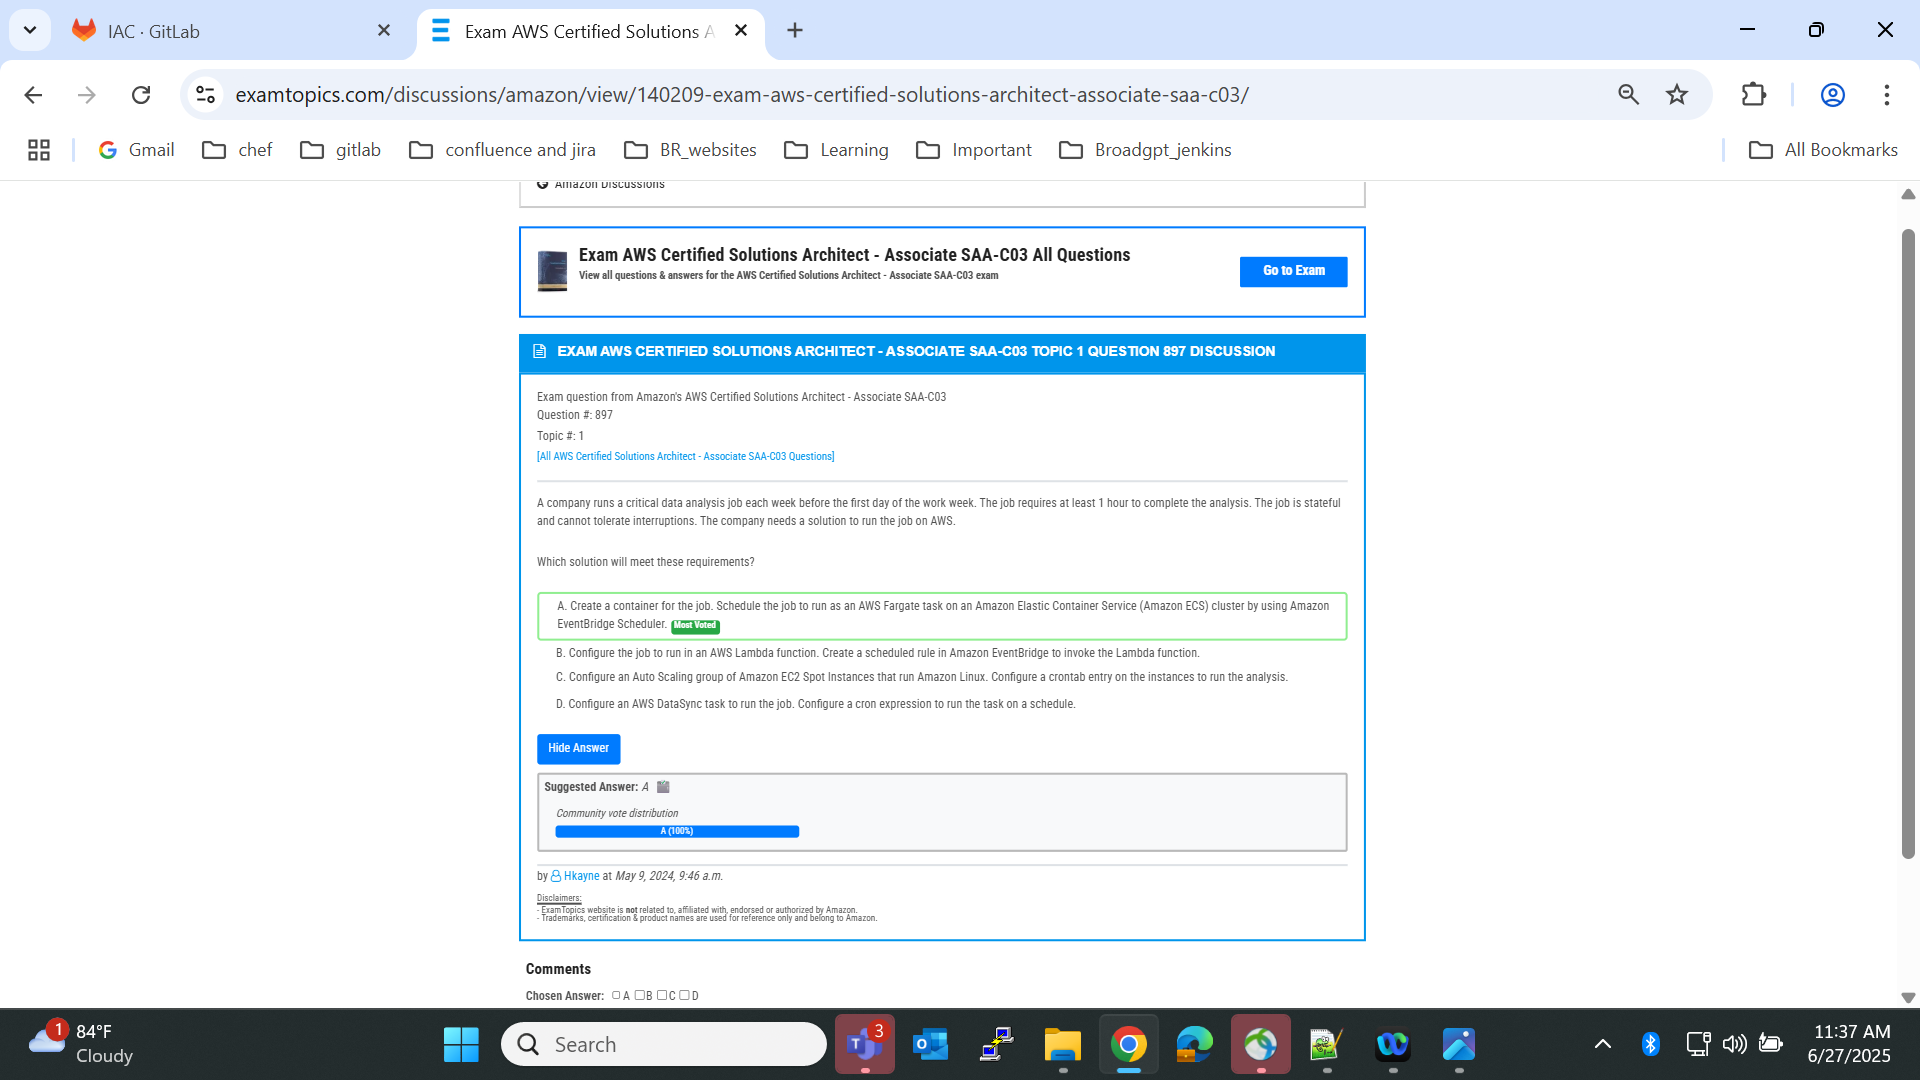 IAC · GitLab
Exam AWS Certified Solutions A
examtopics.com/discussions/amazon/view/140209-exam-aws-certified-solutions-architect-associate-saa-c03/
Gmail
chef
gitlab
confluence and jira
BR_websites
Learning
Important
Broadgpt_jenkins
All Bookmarks
Amazon Discussions
Exam AWS Certified Solutions Architect - Associate SAA-C03 All Questions
View all questions & answers for the AWS Certified Solutions Architect - Associate SAA-C03 exam
Go to Exam
EXAM AWS CERTIFIED SOLUTIONS ARCHITECT - ASSOCIATE SAA-C03 TOPIC 1 QUESTION 897 DISCUSSION
Exam question from Amazon's AWS Certified Solutions Architect - Associate SAA-C03
Question #: 897
Topic #: 1
[All AWS Certified Solutions Architect - Associate SAA-C03 Questions]
A company runs a critical data analysis job each week before the first day of the work week. The job requires at least 1 hour to complete the analysis. The job is stateful
and cannot tolerate interruptions. The company needs a solution to run the job on AWS.
Which solution will meet these requirements?
A. Create a container for the job. Schedule the job to run as an AWS Fargate task on an Amazon Elastic Container Service (Amazon ECS) cluster by using Amazon
EventBridge Scheduler. Most Voted
B. Configure the job to run in an AWS Lambda function. Create a scheduled rule in Amazon EventBridge to invoke the Lambda function.
C. Configure an Auto Scaling group of Amazon EC2 Spot Instances that run Amazon Linux. Configure a crontab entry on the instances to run the analysis.
D. Configure an AWS DataSync task to run the job. Configure a cron expression to run the task on a schedule.
Hide Answer
Suggested Answer: A
Community vote distribution
A (100%)
by Hkayne at May 9, 2024, 9:46 a.m.
Disclaimers:
- ExamTopics website is not related to, affiliated with, endorsed or authorized by Amazon.
- Trademarks, certification & product names are used for reference only and belong to Amazon.
Comments
Chosen Answer: A B C D
1
84°F
Cloudy
Search
3
11:37 AM
6/27/2025